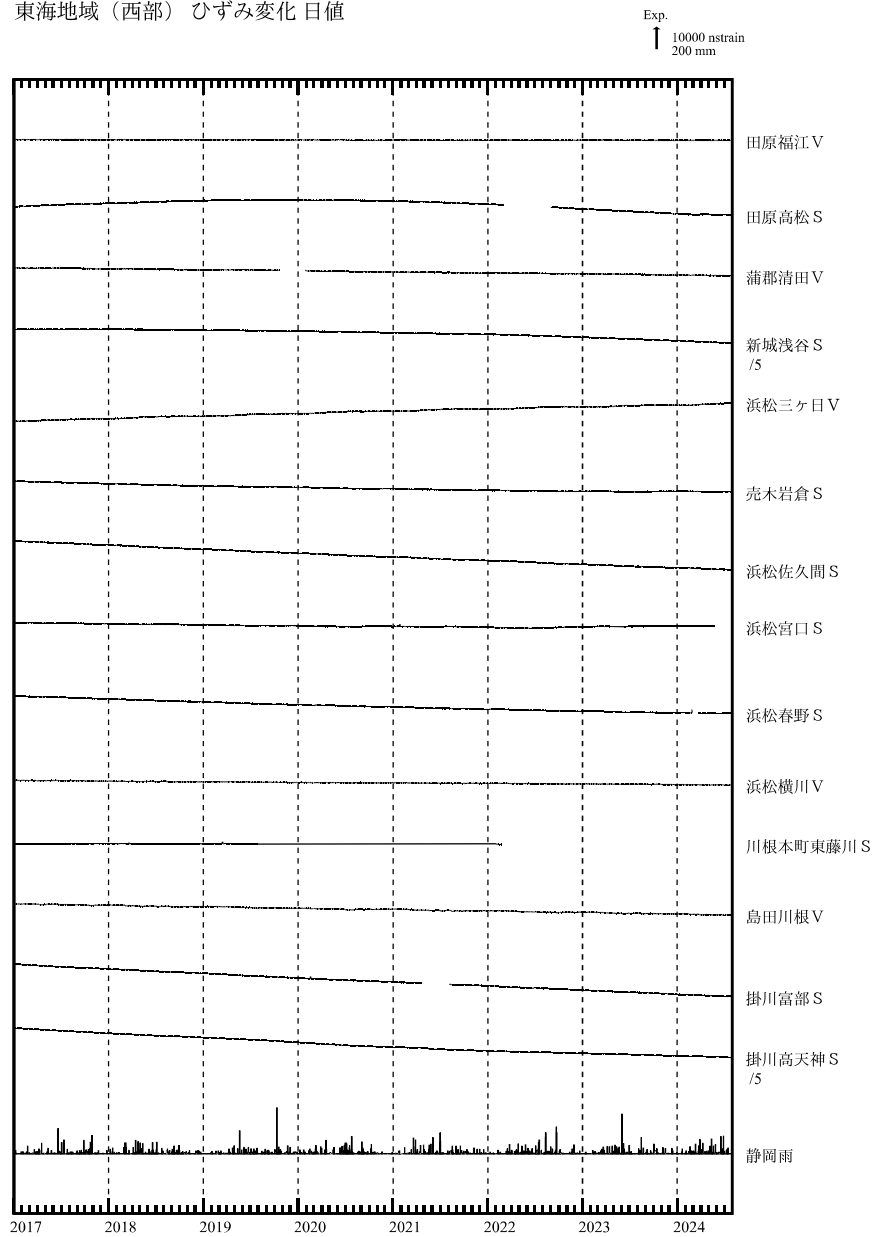 東海地域（西部） ひずみ変化 日値
Exp.
10000 nstrain
200 mm
田原福江Ｖ
田原高松Ｓ
蒲郡清田Ｖ
新城浅谷Ｓ
/5
浜松三ヶ日Ｖ
売木岩倉Ｓ
浜松佐久間Ｓ
浜松宮口Ｓ
浜松春野Ｓ
浜松横川Ｖ
川根本町東藤川Ｓ
島田川根Ｖ
掛川富部Ｓ
掛川高天神Ｓ
/5
静岡雨
2017 2018 2019 2020 2021 2022 2023 2024